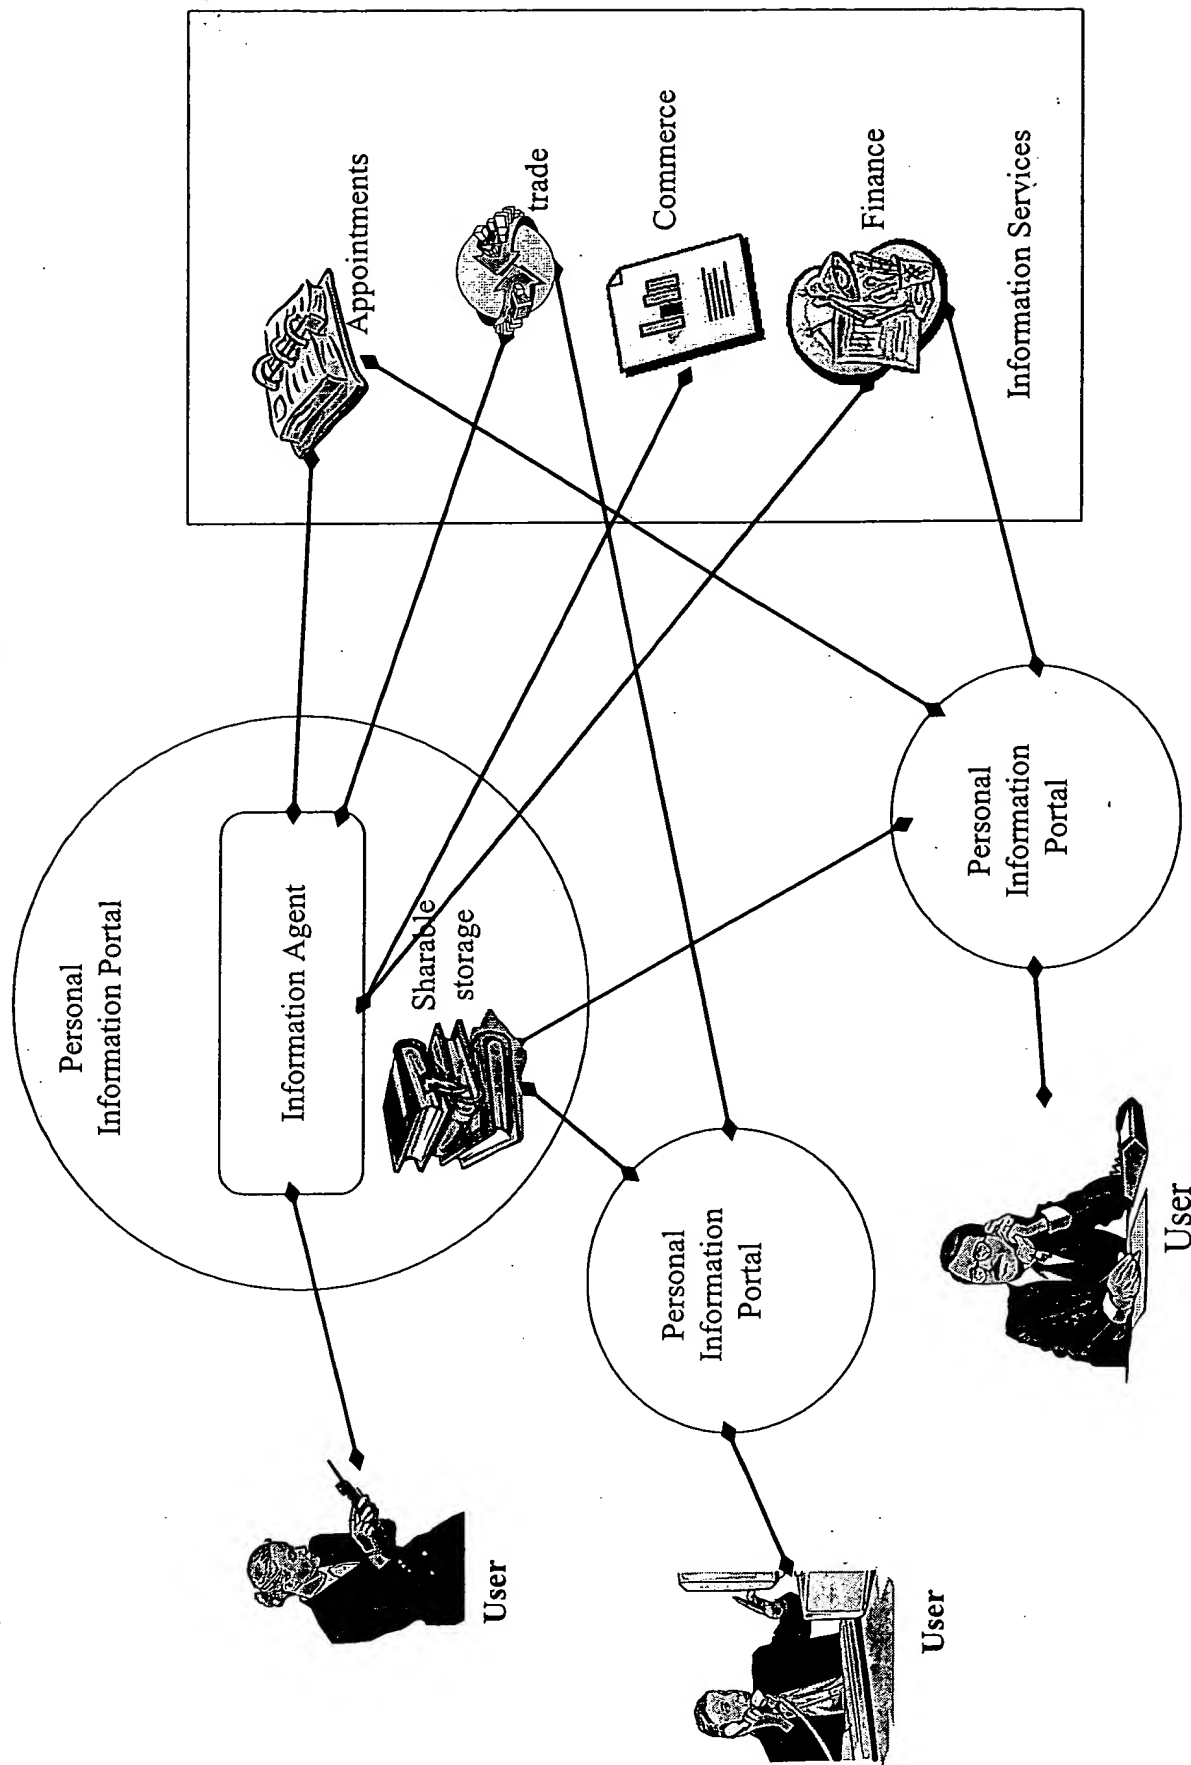 Personal
Information Portal
Information Agent
Sharable
storage
User
Appointments
trade
Commerce
Finance
Information Services
Personal
Information
Portal
User
Personal
Information
Portal
User